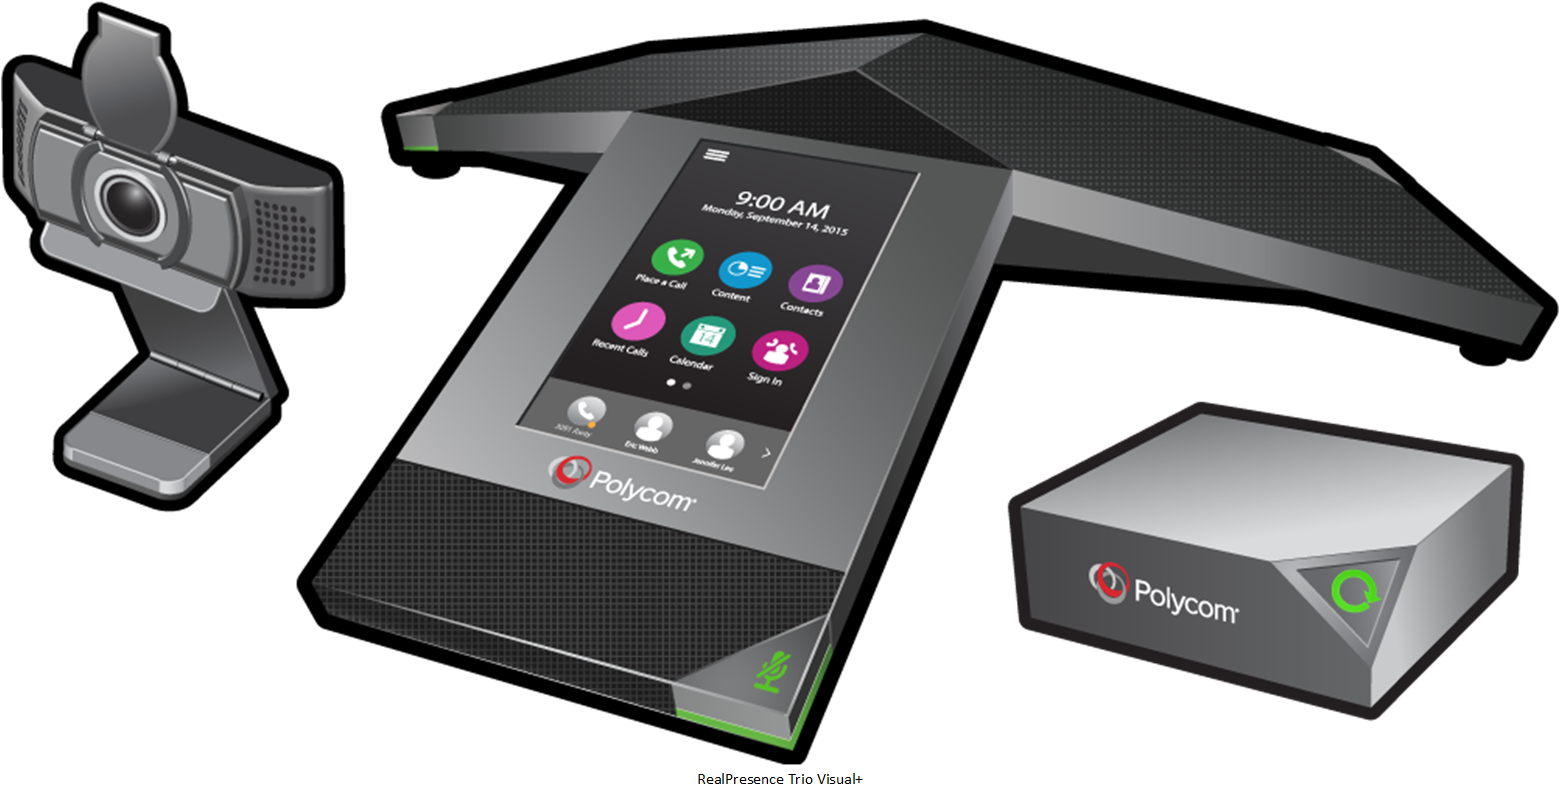 9:00 AM
Monday, September 14, 2015
Place a Call
Content
Contacts
Recent Calls
14
Calendar
Sign In
Eric Webb
Jennifer Lee
Polycom
Polycom
RealPresence Trio Visual+